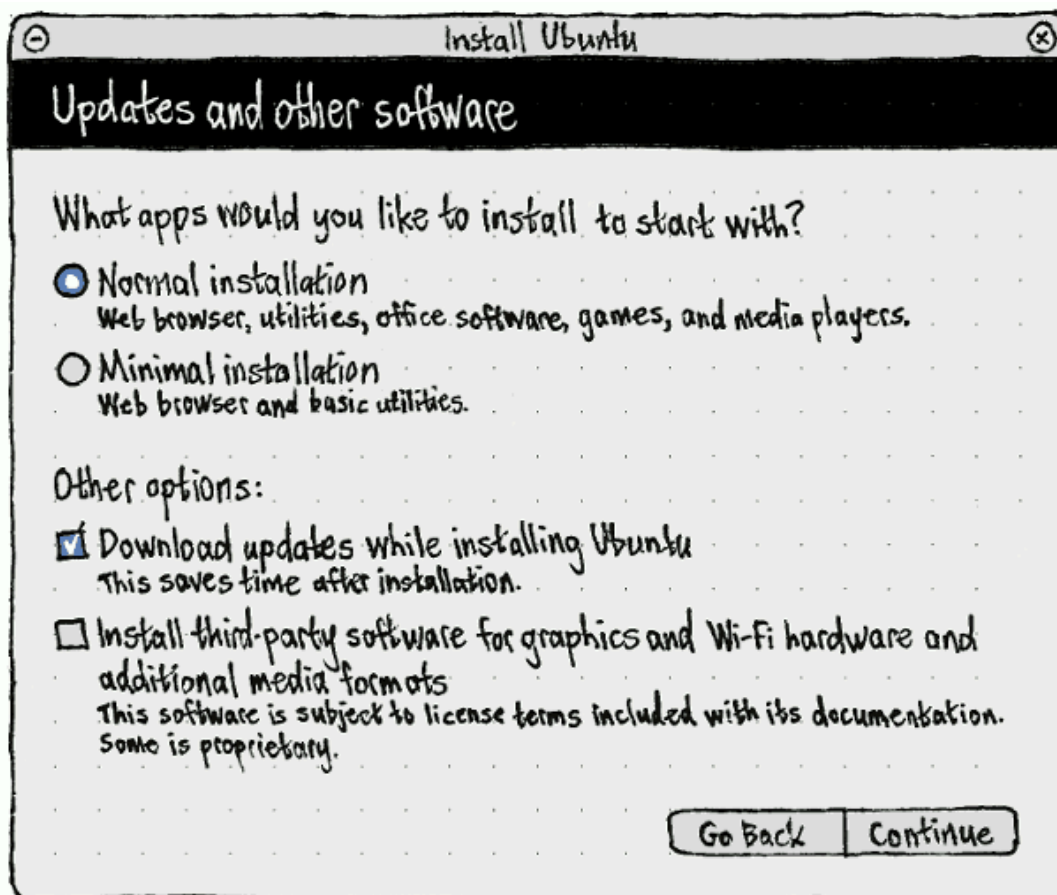 Install Ubuntu
Updates and other software
What apps would you like to install to start with?
Normal installation
Web browser, utilities, office software, games, and media players.
Minimal installation
Web browser and basic utilities.
Other options:
Download updates while installing Ubuntu
This saves time after installation.
Install third-party software for graphics and Wi-Fi hardware and
additional media formats
This software is subject to license terms included with its documentation.
Some is proprietary.
Go Back
Continue